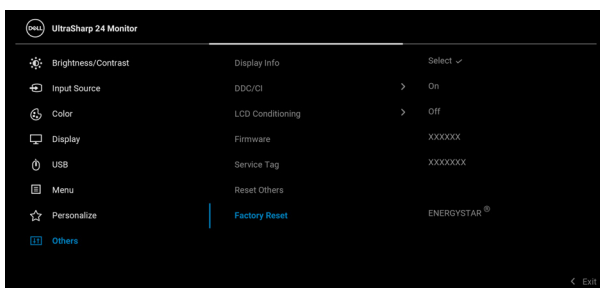 DELL UltraSharp 24 Monitor
Brightness/Contrast Display Info Select ✓
Input Source DDC/CI > On
Color LCD Conditioning > Off
Display Firmware XXXXXX
USB Service Tag XXXXXXX
Menu Reset Others
Personalize Factory Reset ENERGYSTAR ®
Others
< Exit